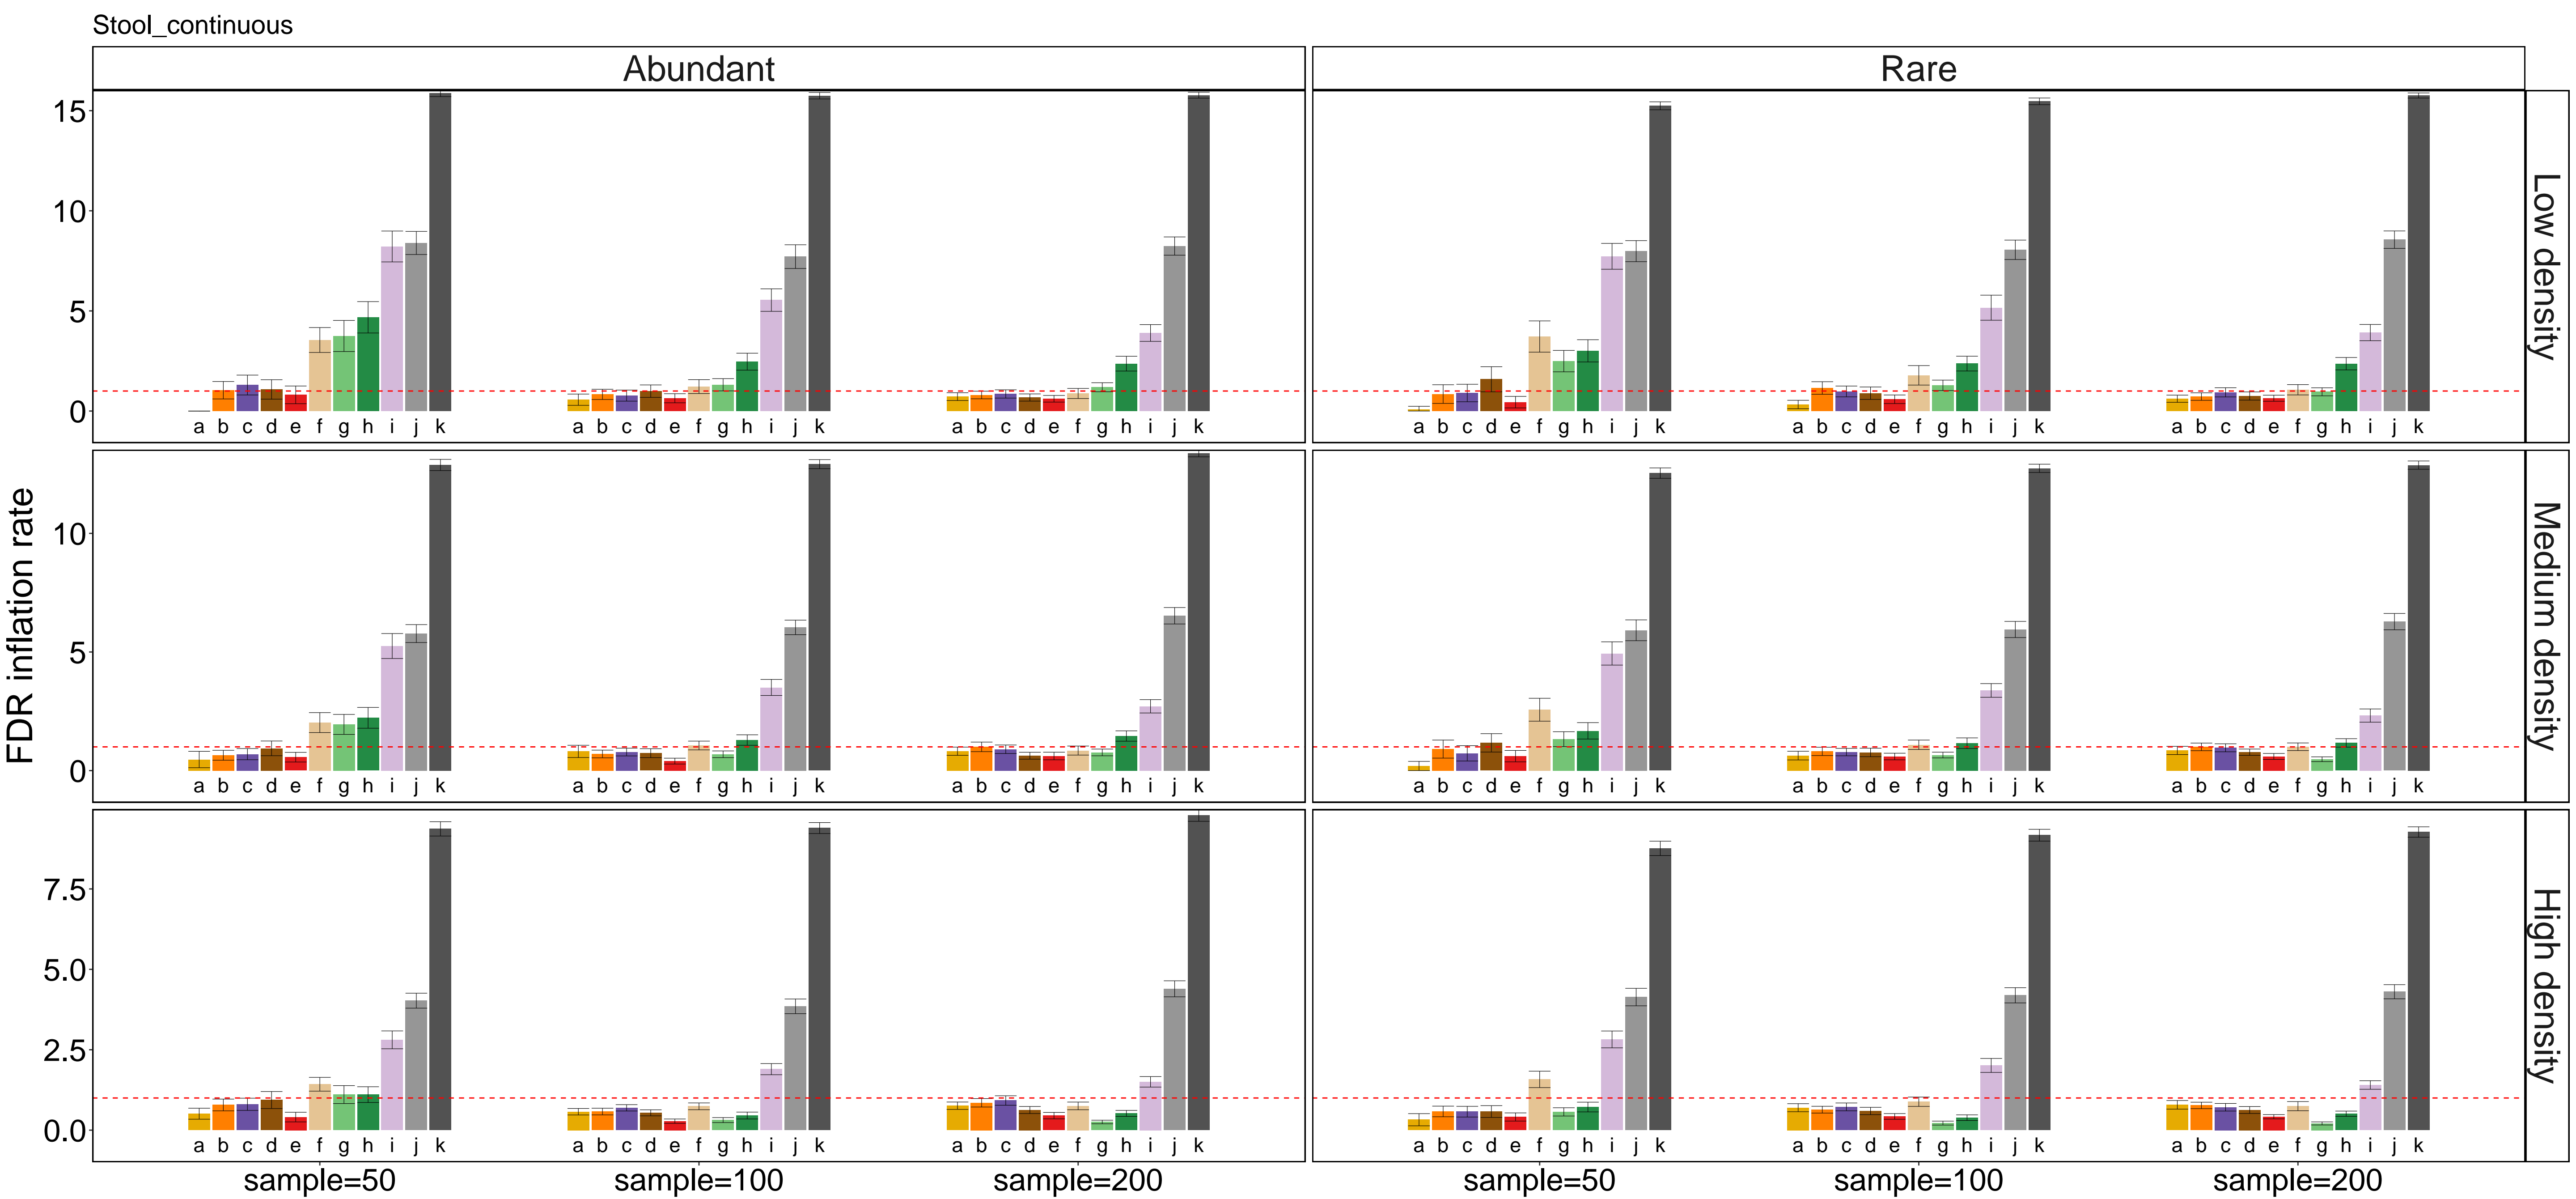 Stool_continuous
Abundant Rare
FDR inflation rate
15
10
5
0
a b c d e f g h i j k a b c d e f g h i j k a b c d e f g h i j k a b c d e f g h i j k a b c d e f g h i j k a b c d e f g h i j k
Low density
10
5
0
a b c d e f g h i j k a b c d e f g h i j k a b c d e f g h i j k a b c d e f g h i j k a b c d e f g h i j k a b c d e f g h i j k
Medium density
7.5
5.0
2.5
0.0
a b c d e f g h i j k a b c d e f g h i j k a b c d e f g h i j k a b c d e f g h i j k a b c d e f g h i j k a b c d e f g h i j k
High density
sample=50 sample=100 sample=200 sample=50 sample=100 sample=200